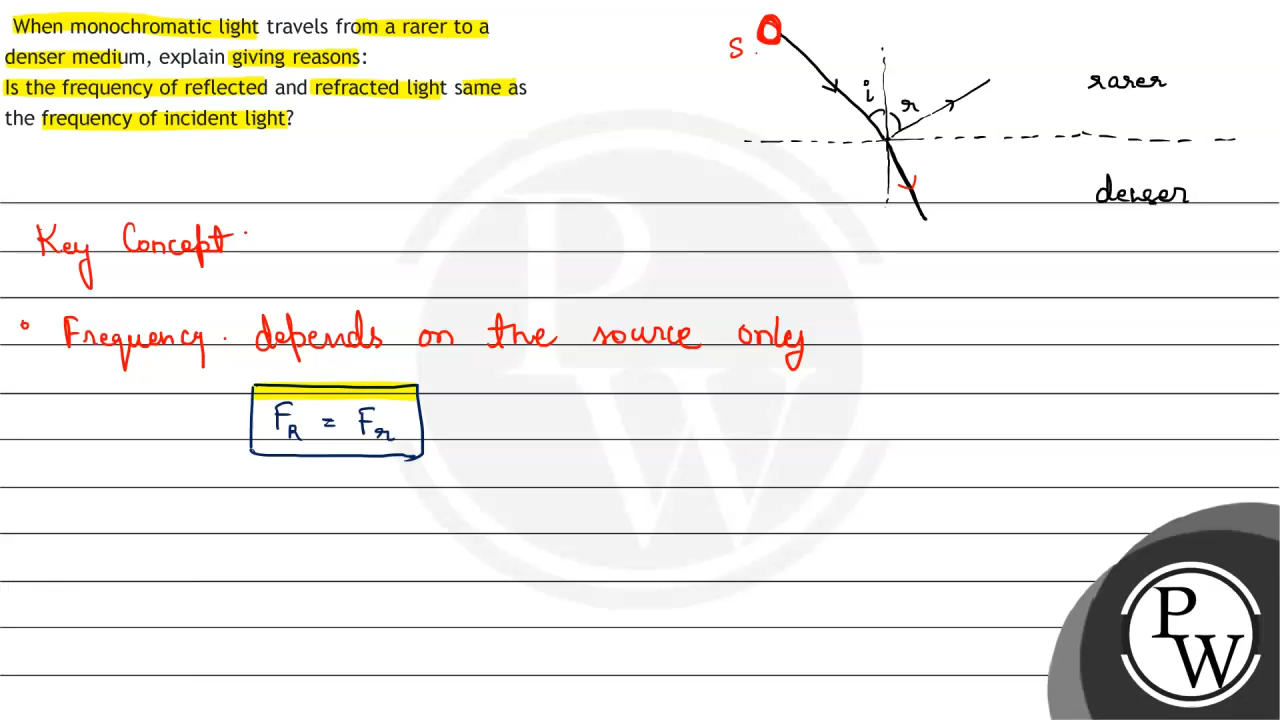 When monochromatic light travels from a rarer to a
denser medium, explain giving reasons:
Is the frequency of reflected and refracted light same as
the frequency of incident light?
S.
i
r
rarer
denser
Key Concept.
• Frequency. depends on the source only
F_R = F_r
PW
PW